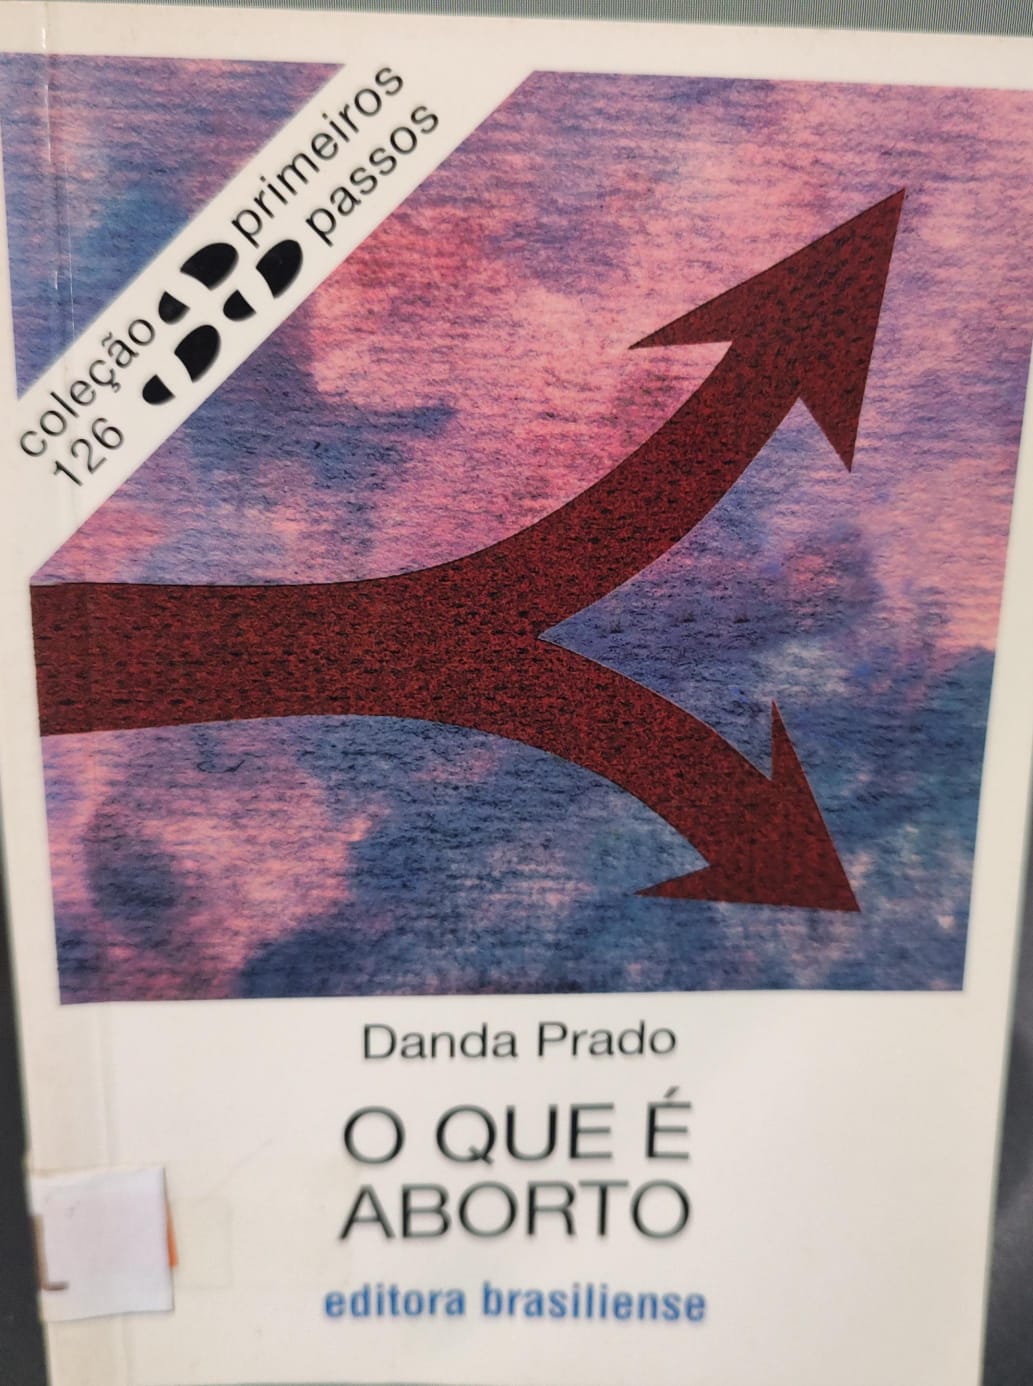 coleção primeiros
126 passos
Danda Prado
O QUE É
ABORTO
editora brasiliense